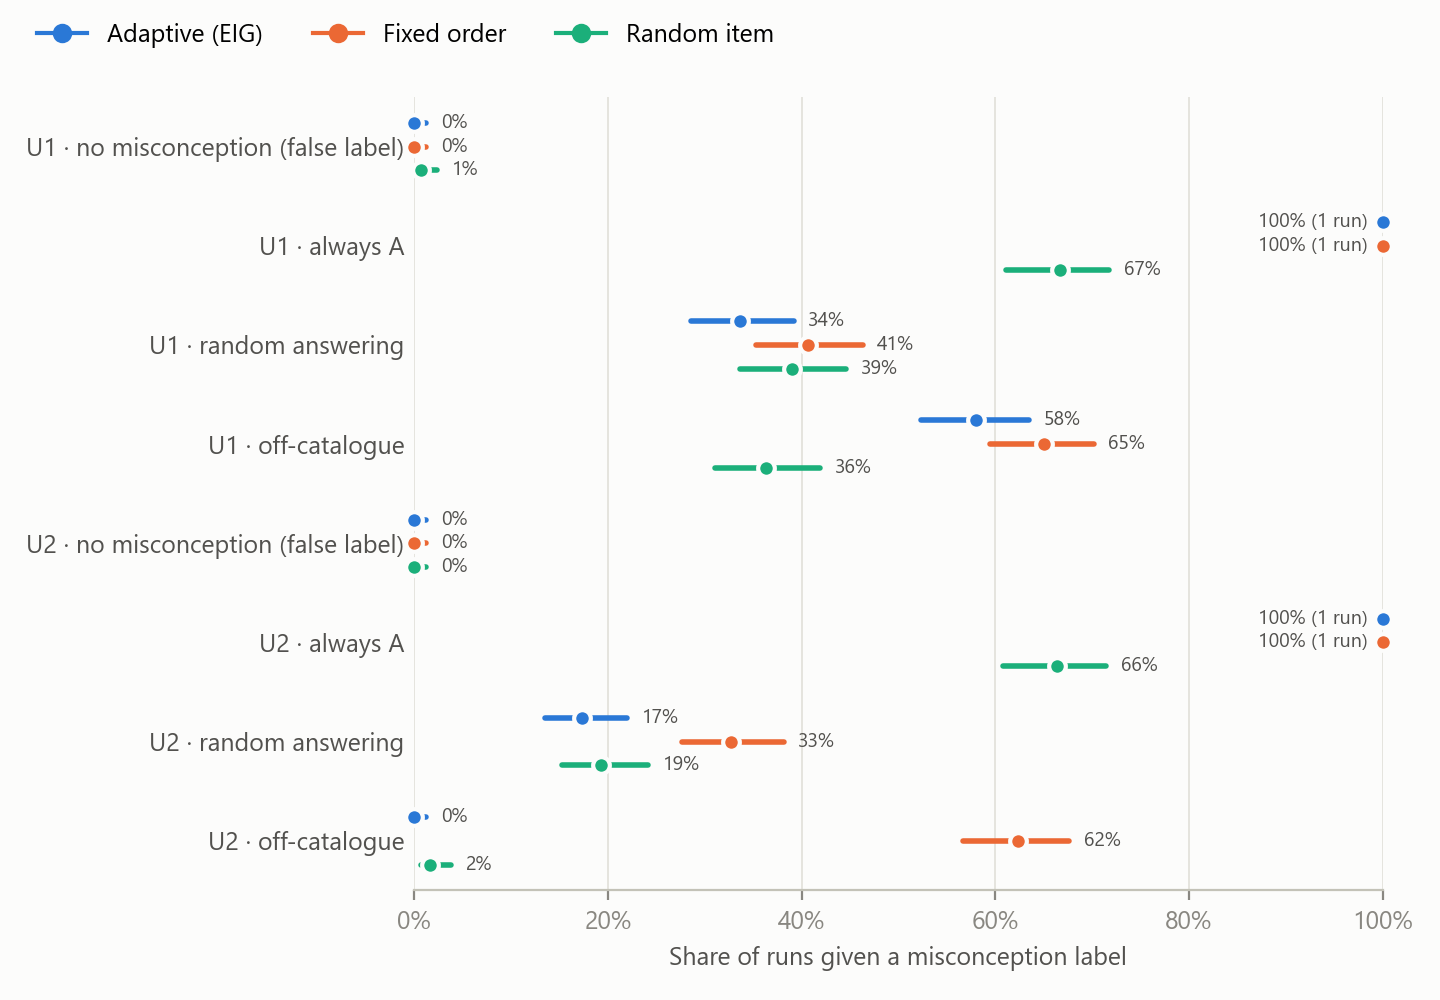 Adaptive (EIG) Fixed order Random item
0%
U1 · no misconception (false label) 0%
1%
100% (1 run)
U1 · always A 100% (1 run)
67%
34%
U1 · random answering 41%
39%
58%
U1 · off-catalogue 65%
36%
0%
U2 · no misconception (false label) 0%
0%
100% (1 run)
U2 · always A 100% (1 run)
66%
17%
U2 · random answering 33%
19%
0%
U2 · off-catalogue 62%
2%
0% 20% 40% 60% 80% 100%
Share of runs given a misconception label